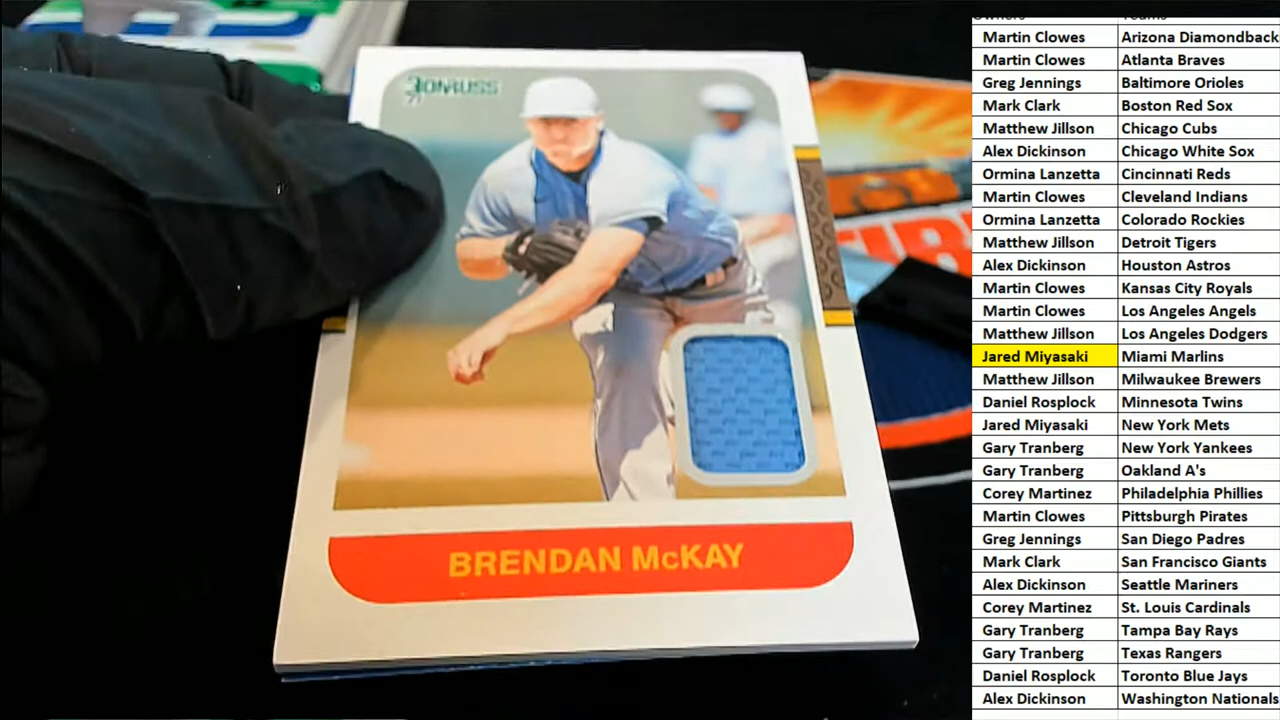 DONRUSS
BRENDAN McKAY
Owners Teams
Martin Clowes Arizona Diamondback
Martin Clowes Atlanta Braves
Greg Jennings Baltimore Orioles
Mark Clark Boston Red Sox
Matthew Jillson Chicago Cubs
Alex Dickinson Chicago White Sox
Ormina Lanzetta Cincinnati Reds
Martin Clowes Cleveland Indians
Ormina Lanzetta Colorado Rockies
Matthew Jillson Detroit Tigers
Alex Dickinson Houston Astros
Martin Clowes Kansas City Royals
Martin Clowes Los Angeles Angels
Matthew Jillson Los Angeles Dodgers
Jared Miyasaki Miami Marlins
Matthew Jillson Milwaukee Brewers
Daniel Rosplock Minnesota Twins
Jared Miyasaki New York Mets
Gary Tranberg New York Yankees
Gary Tranberg Oakland A's
Corey Martinez Philadelphia Phillies
Martin Clowes Pittsburgh Pirates
Greg Jennings San Diego Padres
Mark Clark San Francisco Giants
Alex Dickinson Seattle Mariners
Corey Martinez St. Louis Cardinals
Gary Tranberg Tampa Bay Rays
Gary Tranberg Texas Rangers
Daniel Rosplock Toronto Blue Jays
Alex Dickinson Washington Nationals